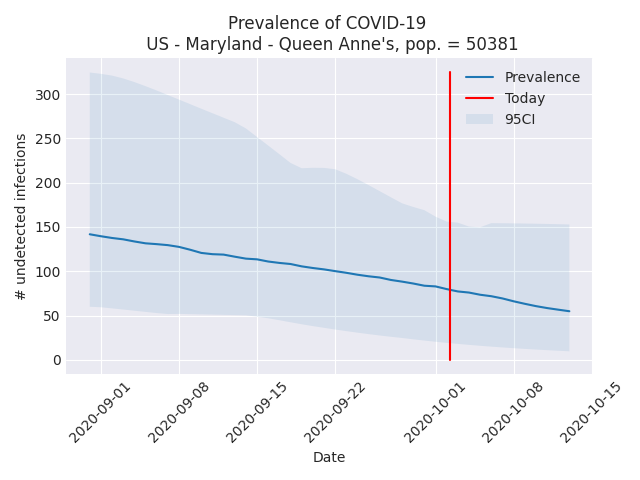 Prevalence of COVID-19
US - Maryland - Queen Anne's, pop. = 50381
Prevalence
Today
95CI
300
250
200
150
100
50
0
# undetected infections
2020-09-01
2020-09-08
2020-09-15
2020-09-22
2020-10-01
2020-10-08
2020-10-15
Date